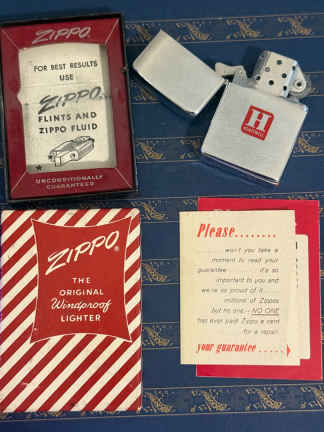 ZIPPO
FOR BEST RESULTS
USE
ZIPPO
FLINTS AND
ZIPPO FLUID
UNCONDITIONALLY
GUARANTEED
H
ZIPPO®
THE
ORIGINAL
Windproof
LIGHTER
Please........
won't you take a
moment to read your
guarantee it's so
important to you and
we're so proud of it
millions of Zippos
but no one - NO ONE
has ever paid Zippo a cent
for a repair.
your guarantee.....